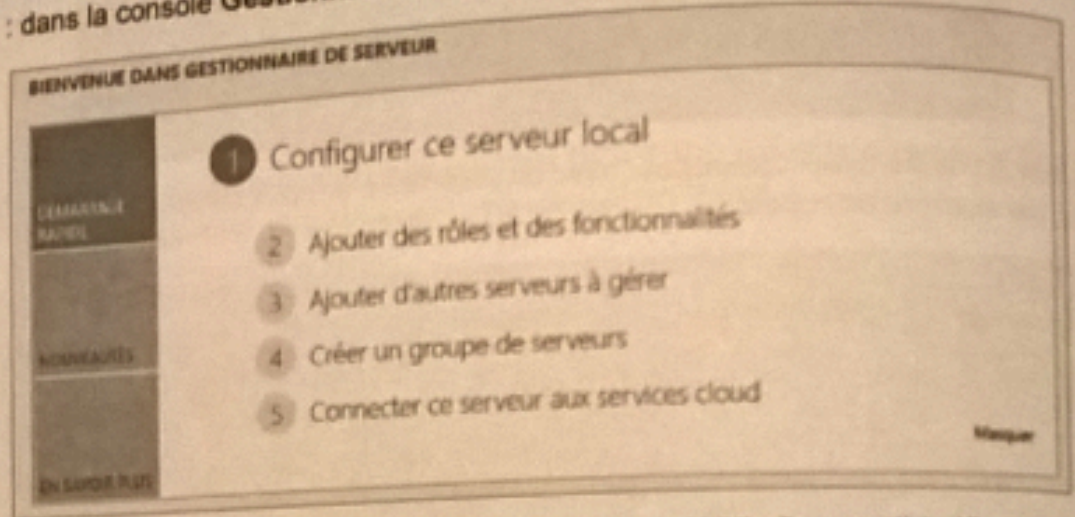 : dans la console
BIENVENUE DANS GESTIONNAIRE DE SERVEUR
1 Configurer ce serveur local
DÉMARRAGE
RAPIDE
2 Ajouter des rôles et des fonctionnalités
3 Ajouter d'autres serveurs à gérer
NOUVEAUTÉS
4 Créer un groupe de serveurs
5 Connecter ce serveur aux services cloud
Masquer
EN SAVOIR PLUS